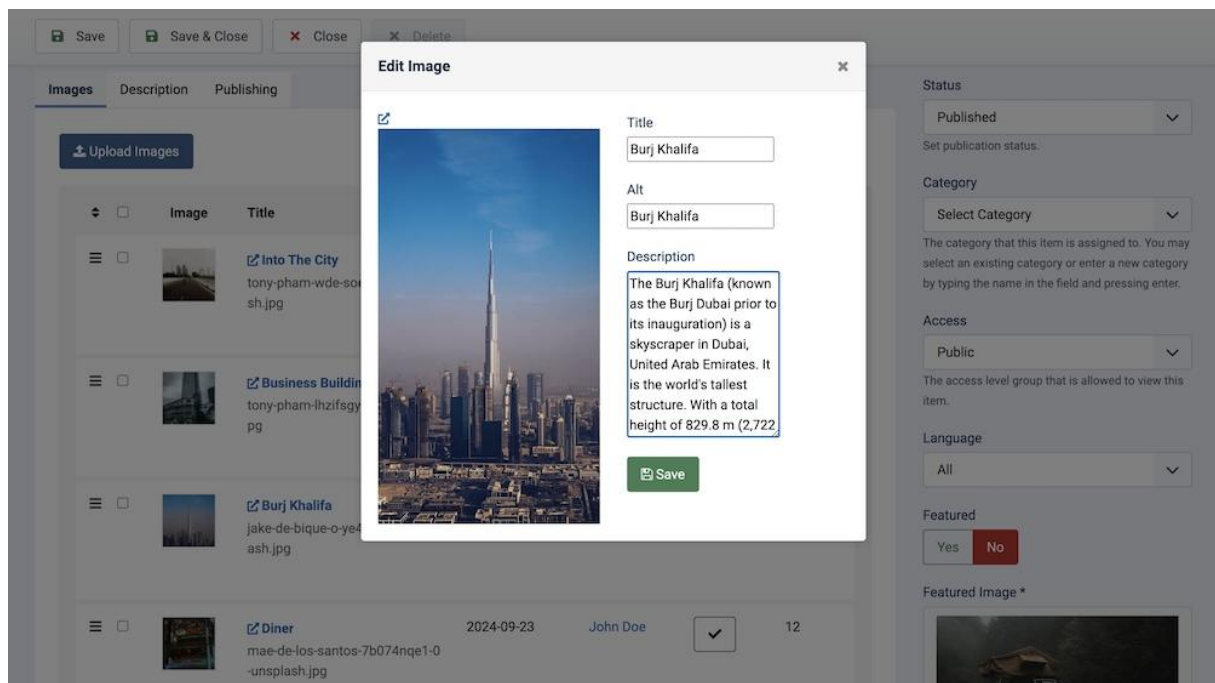 Save
Save & Close
Close
Delete
Images
Description
Publishing
Upload Images
Image
Title
Into The City
tony-pham-wde-so
sh.jpg
Business Buildin
tony-pham-lhzifsgy
pg
Burj Khalifa
jake-de-bique-o-ye4
ash.jpg
Diner
mae-de-los-santos-7b074nqe1-0
-unsplash.jpg
2024-09-23
John Doe
12
Edit Image
Title
Burj Khalifa
Alt
Burj Khalifa
Description
The Burj Khalifa (known
as the Burj Dubai prior to
its inauguration) is a
skyscraper in Dubai,
United Arab Emirates. It
is the world's tallest
structure. With a total
height of 829.8 m (2,722
Save
Status
Published
Set publication status.
Category
Select Category
The category that this item is assigned to. You may
select an existing category or enter a new category
by typing the name in the field and pressing enter.
Access
Public
The access level group that is allowed to view this
item.
Language
All
Featured
Yes
No
Featured Image *